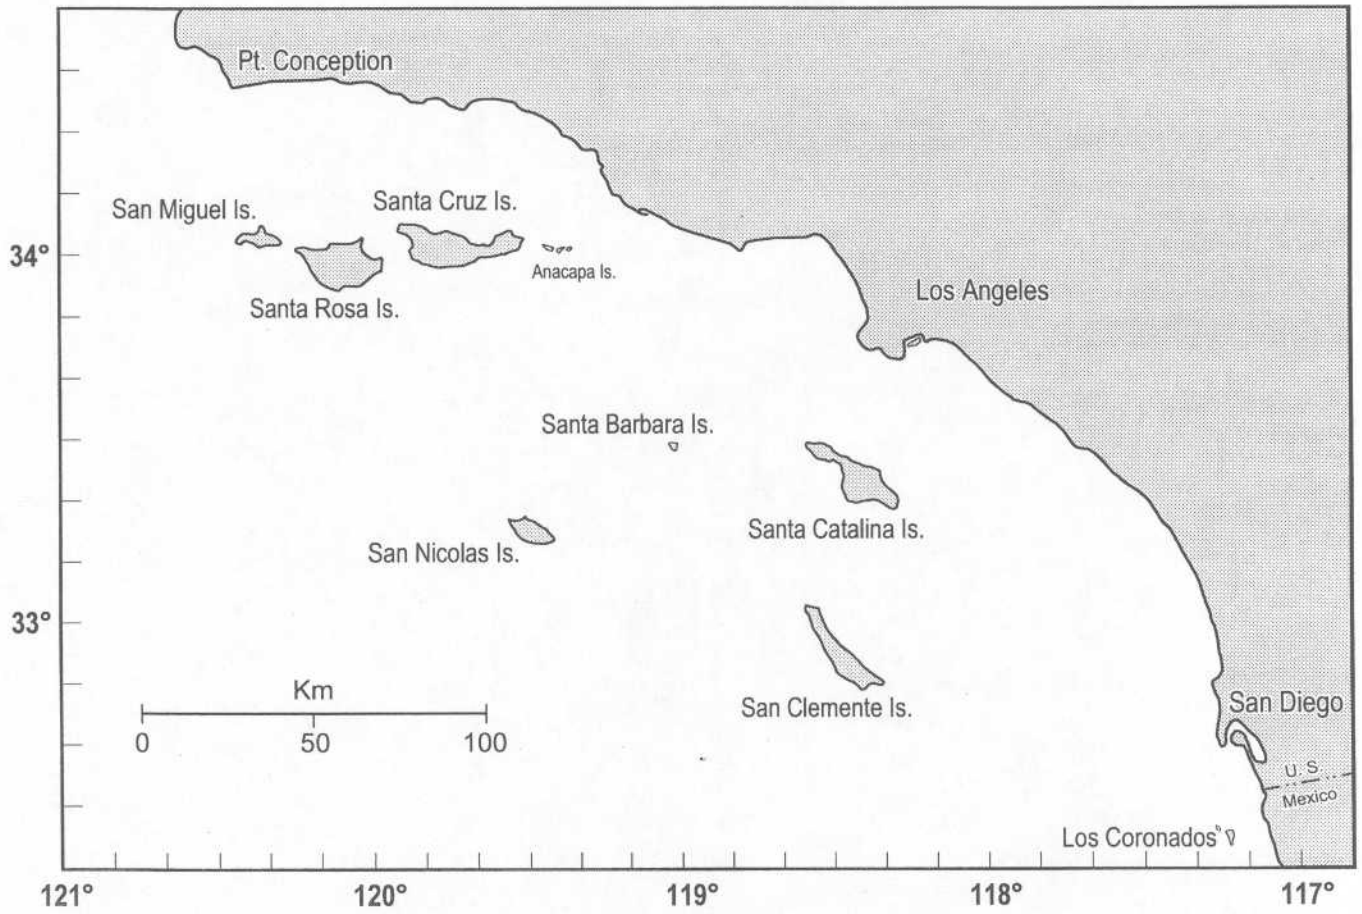 Pt. Conception
Santa Cruz Is.
San Miguel Is.
34°
Anacapa Is.
Los Angeles
Santa Rosa Is.
Santa Barbara Is.
Santa Catalina Is.
San Nicolas Is.
33°
Km
San Clemente Is.
San Diego
0 50 100
U. S.
Mexico
Los Coronados
121° 120° 119° 118° 117°